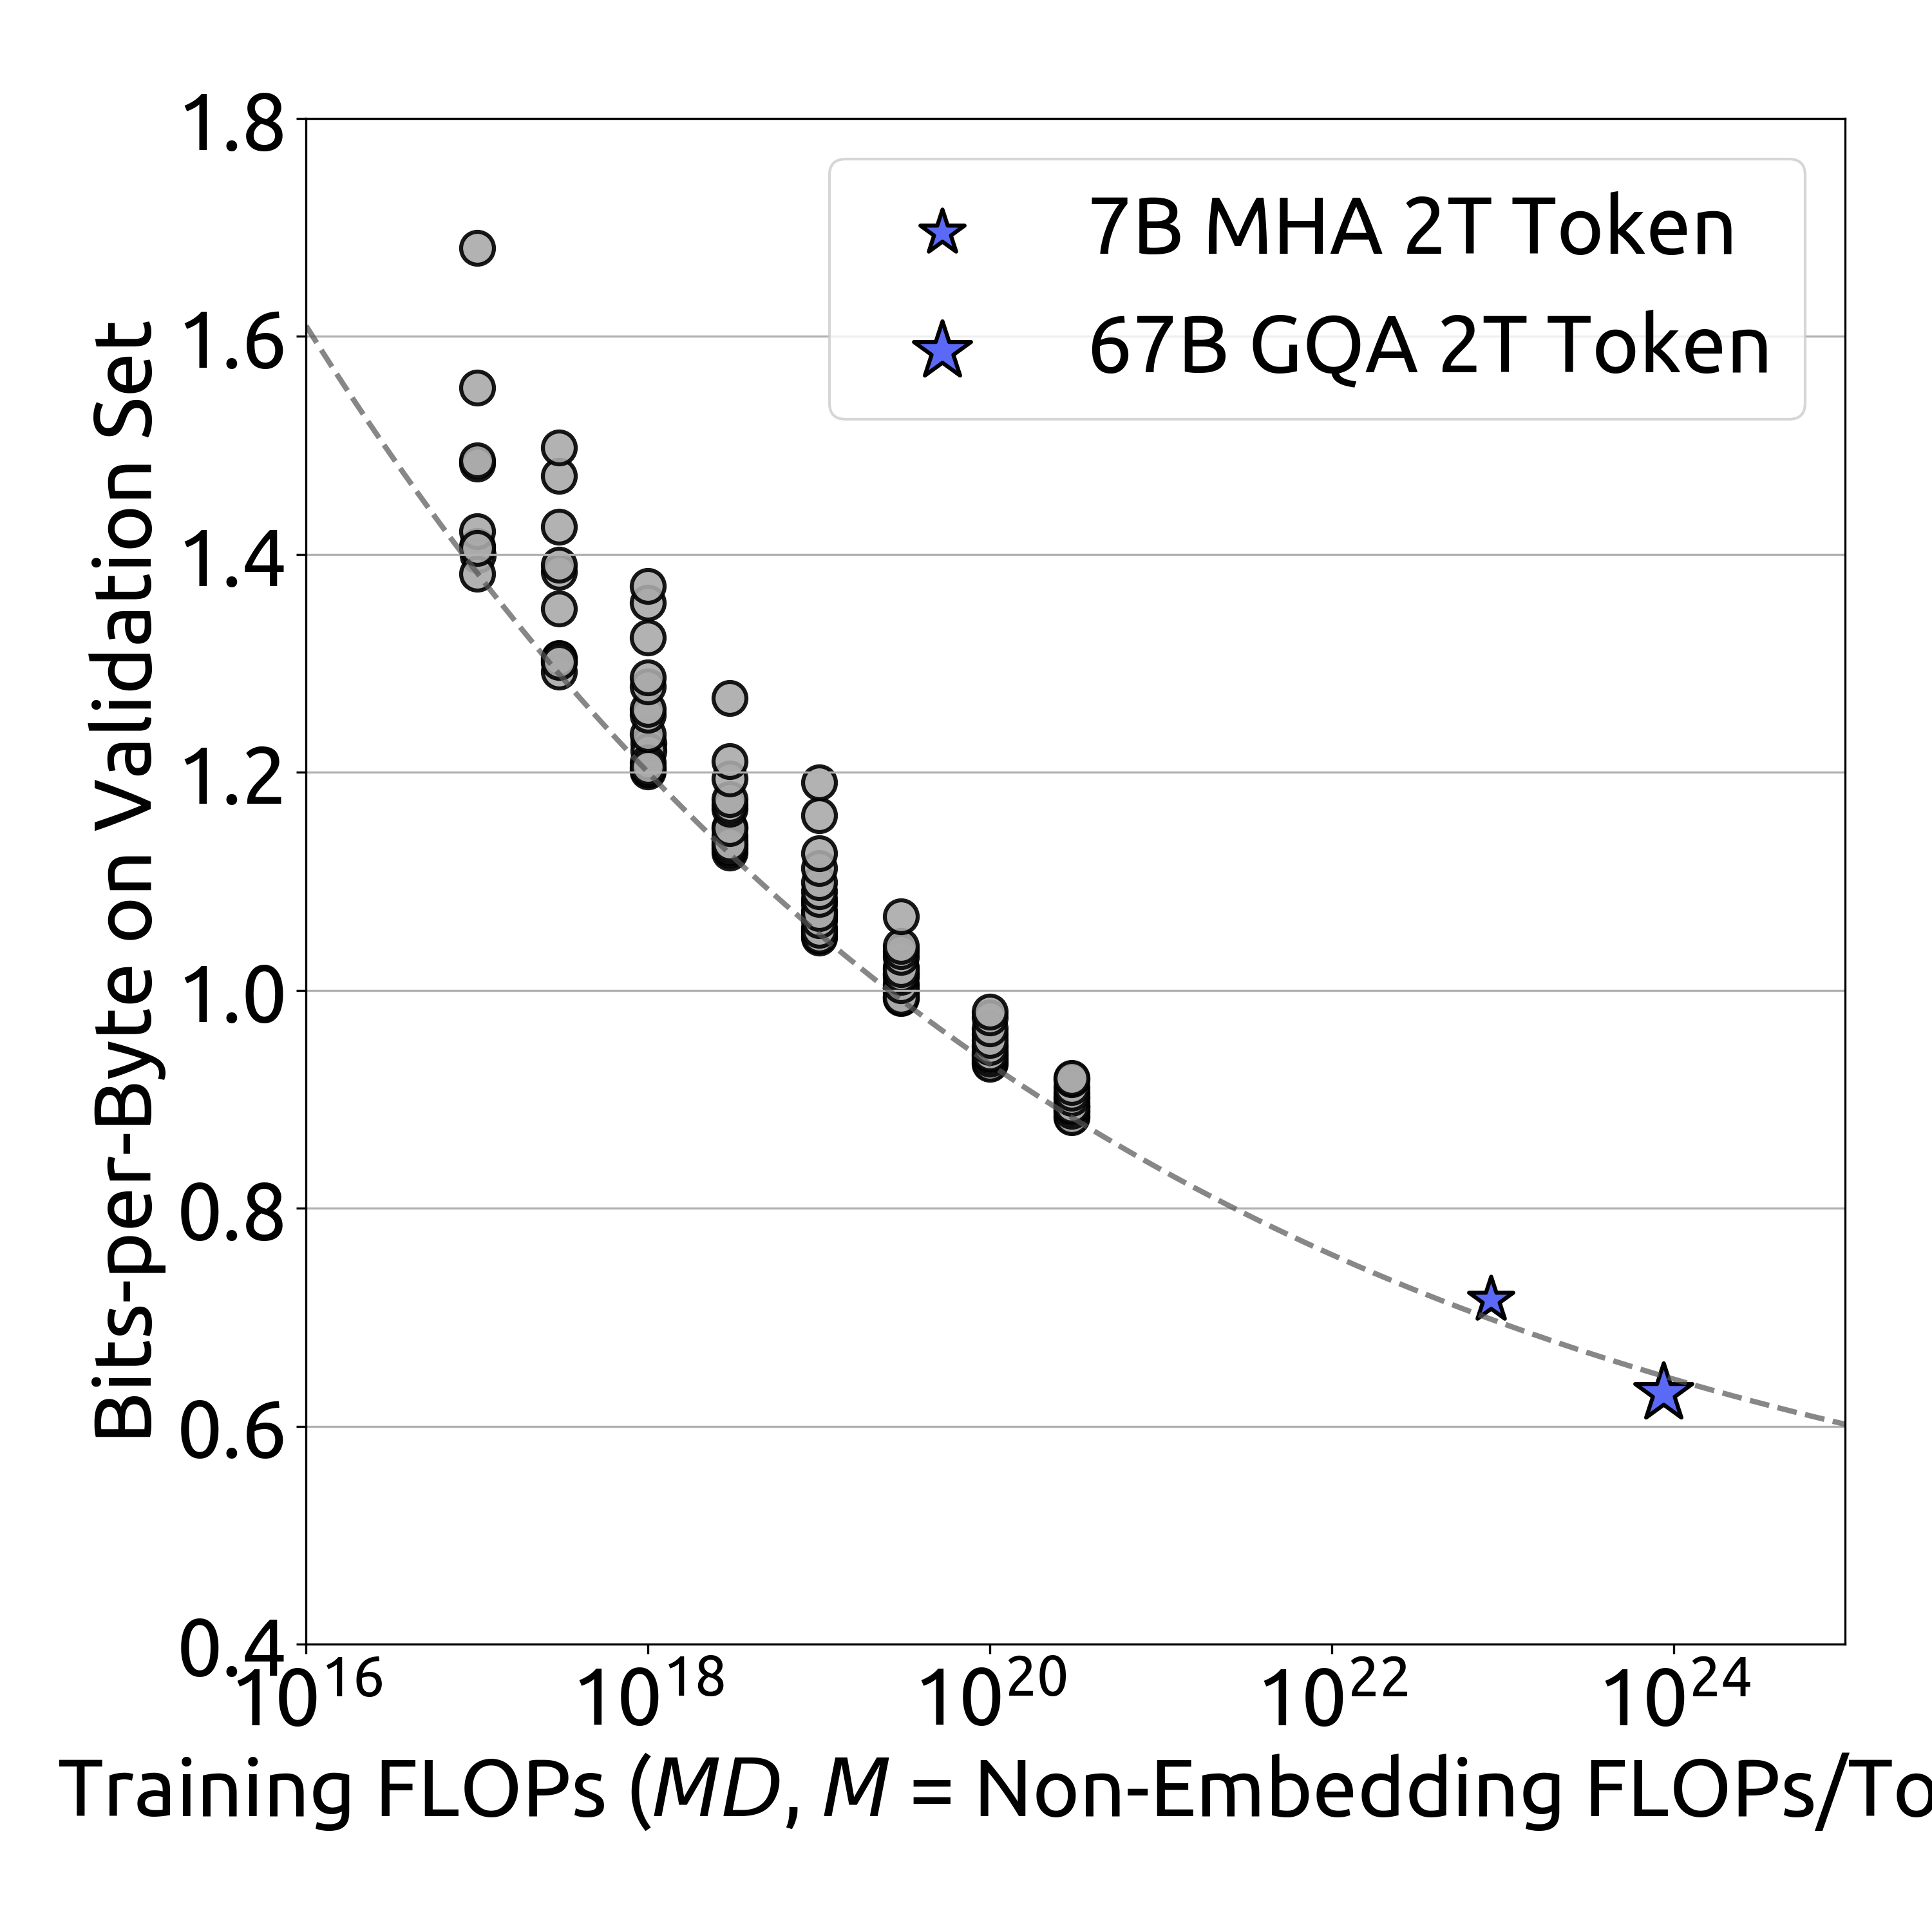 1.8
1.6
1.4
1.2
1.0
0.8
0.6
0.4
Bits-per-Byte on Validation Set
7B MHA 2T Token
67B GQA 2T Token
10^16 10^18 10^20 10^22 10^24
Training FLOPs (MD, M = Non-Embedding FLOPs/To